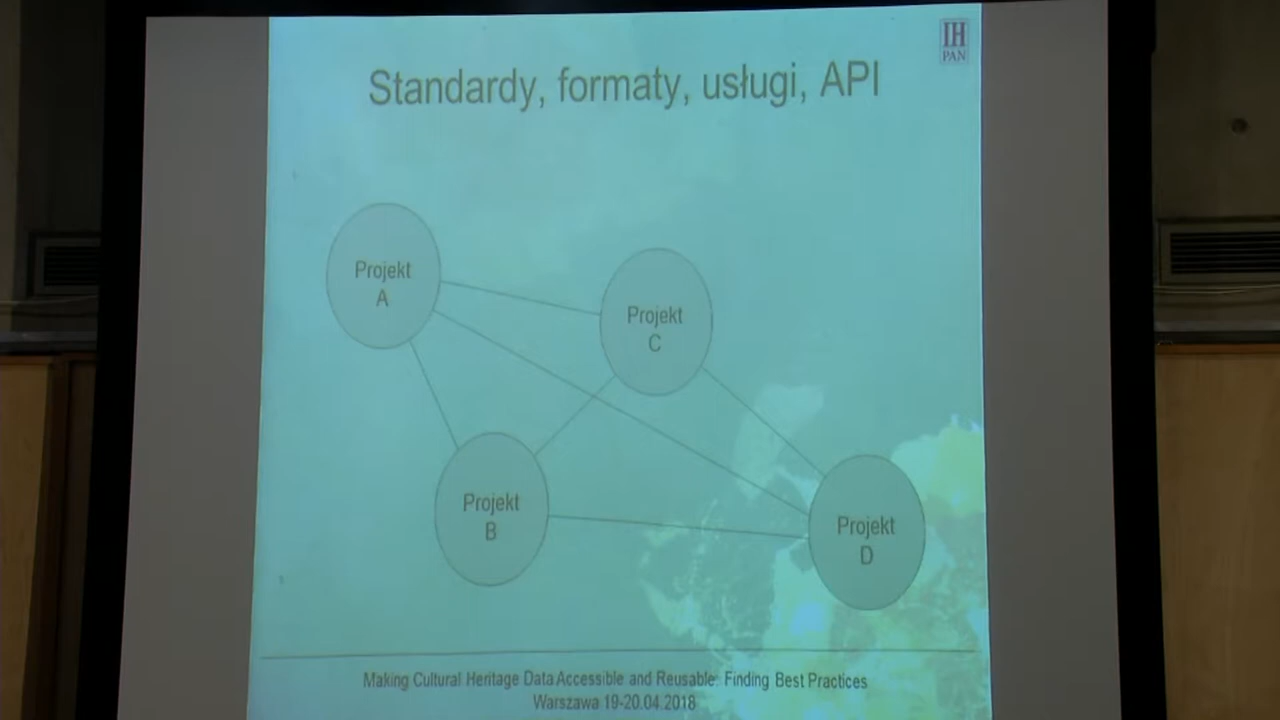 IH
PAN
Standardy, formaty, usługi, API
Projekt
A
Projekt
C
Projekt
B
Projekt
D
Making Cultural Heritage Data Accessible and Reusable: Finding Best Practices
Warszawa 19-20.04.2018